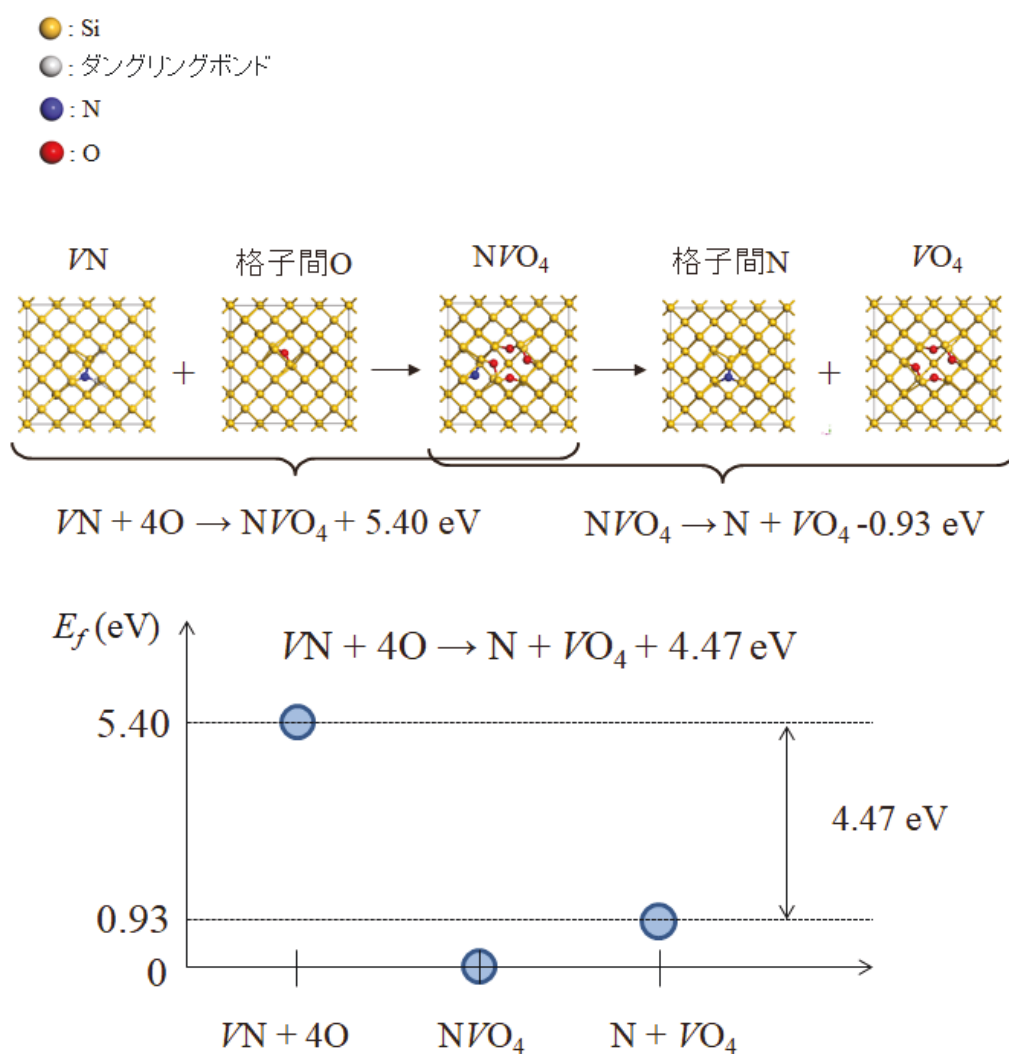 : Si
: ダングリングボンド
: N
: O
VN
格子間O
NVO₄
格子間N
VO₄
+
→
→
+
VN + 4O → NVO₄ + 5.40 eV
NVO₄ → N + VO₄ -0.93 eV
E_f (eV)
VN + 4O → N + VO₄ + 4.47 eV
5.40
4.47 eV
0.93
0
VN + 4O
NVO₄
N + VO₄